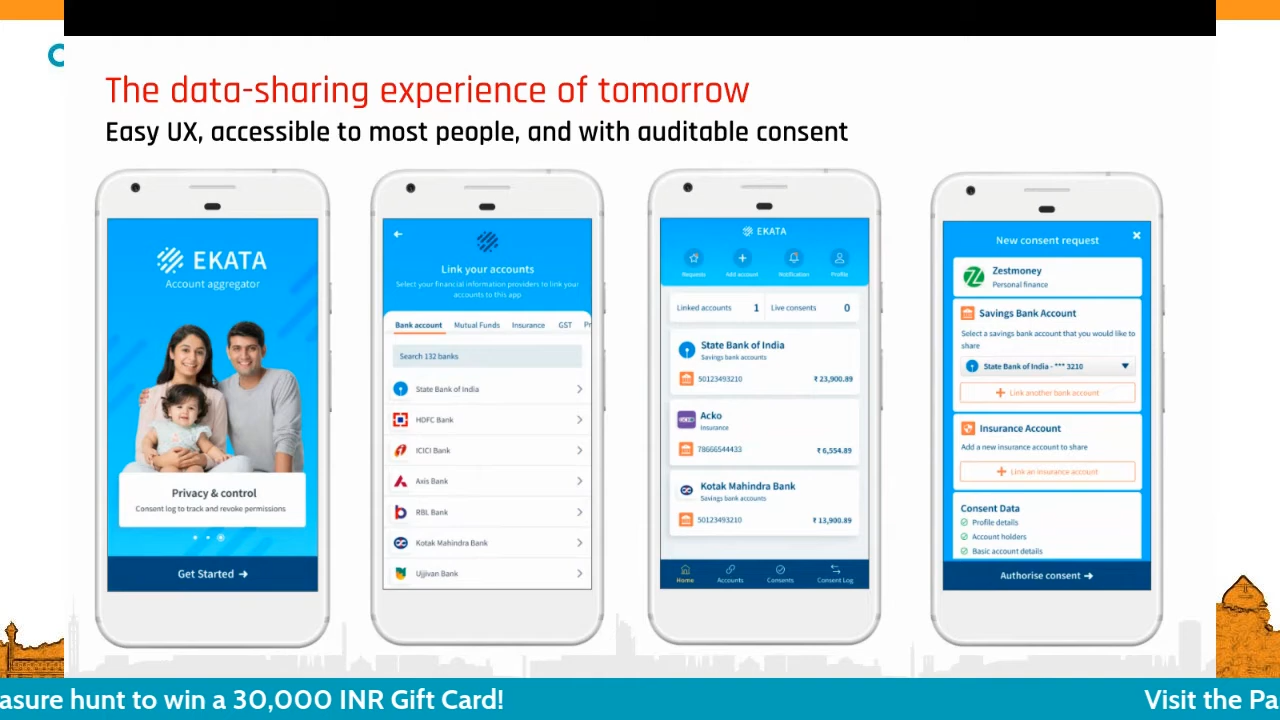 The data-sharing experience of tomorrow
Easy UX, accessible to most people, and with auditable consent
EKATA
Account aggregator
Privacy & control
Consent log to track and revoke permissions
Get Started →
Link your accounts
Select your financial information providers to link your
accounts to this app
Bank account Mutual Funds Insurance GST Pr
Search 132 banks
State Bank of India
HDFC Bank
ICICI Bank
Axis Bank
RBL Bank
Kotak Mahindra Bank
Ujjivan Bank
EKATA
Requests Add account Notification Profile
Linked accounts 1 Live consents 0
State Bank of India
Savings bank accounts
50123493210 ₹ 23,900.89
Acko
Insurance
78666544433 ₹ 6,554.89
Kotak Mahindra Bank
Savings bank accounts
50123493210 ₹ 13,900.89
Home Accounts Consents Consent Log
New consent request
Zestmoney
Personal finance
Savings Bank Account
Select a savings bank account that you would like to
share
State Bank of India - *** 3210
+ Link another bank account
Insurance Account
Add a new insurance account to share
+ Link an insurance account
Consent Data
Profile details
Account holders
Basic account details
Authorise consent →
asure hunt to win a 30,000 INR Gift Card! Visit the Pa